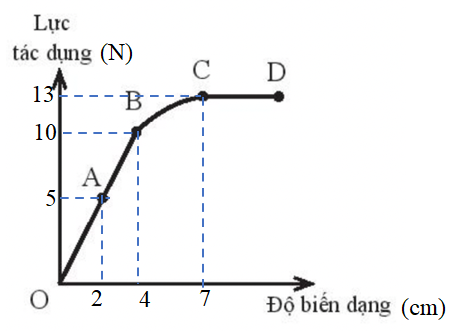 Lực
tác dụng (N)
13
C
D
B
10
A
5
O
2
4
7
Độ biến dạng (cm)